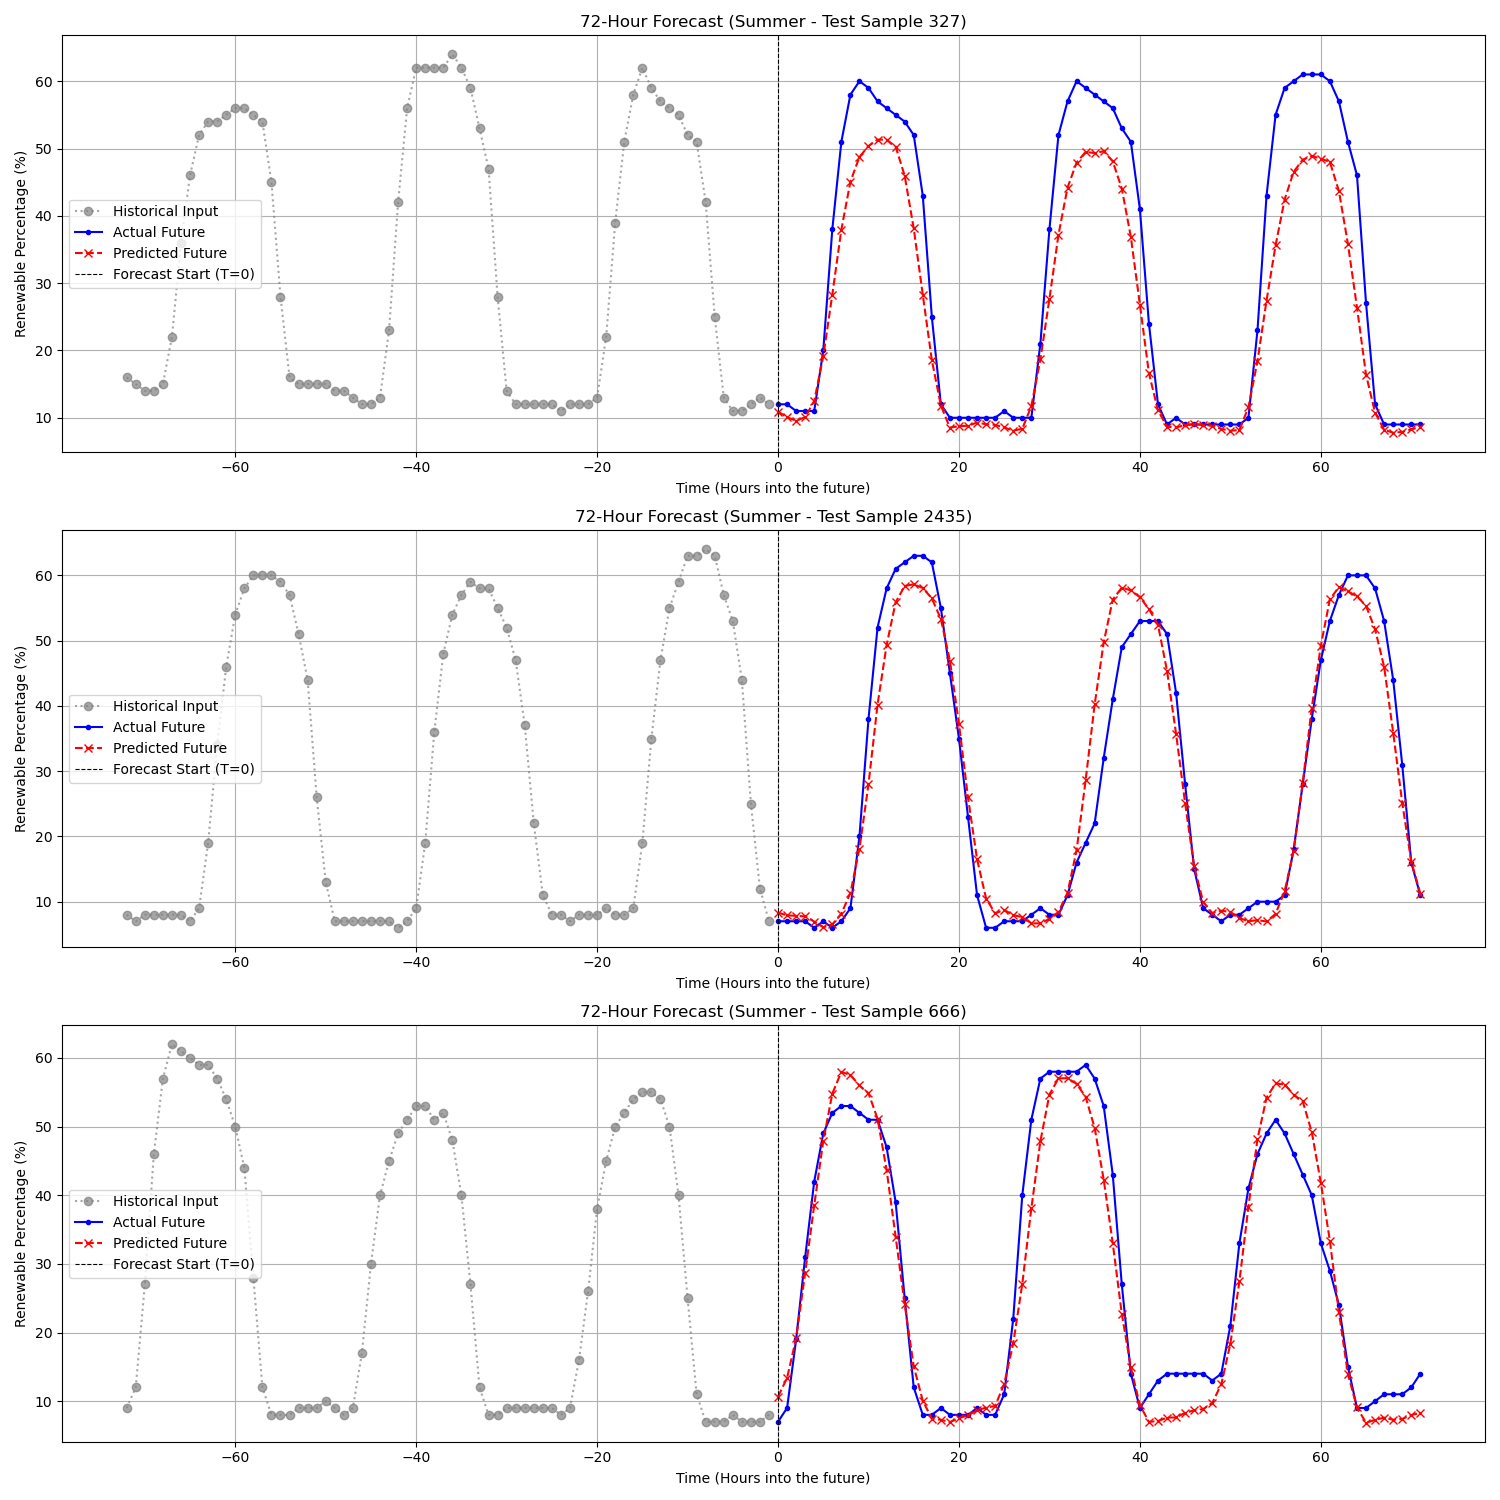 72-Hour Forecast (Summer - Test Sample 327)
Renewable Percentage (%)
60
50
40
30
20
10
Historical Input
Actual Future
Predicted Future
Forecast Start (T=0)
−60
−40
−20
0
20
40
60
Time (Hours into the future)
72-Hour Forecast (Summer - Test Sample 2435)
Renewable Percentage (%)
60
50
40
30
20
10
Historical Input
Actual Future
Predicted Future
Forecast Start (T=0)
−60
−40
−20
0
20
40
60
Time (Hours into the future)
72-Hour Forecast (Summer - Test Sample 666)
Renewable Percentage (%)
60
50
40
30
20
10
Historical Input
Actual Future
Predicted Future
Forecast Start (T=0)
−60
−40
−20
0
20
40
60
Time (Hours into the future)